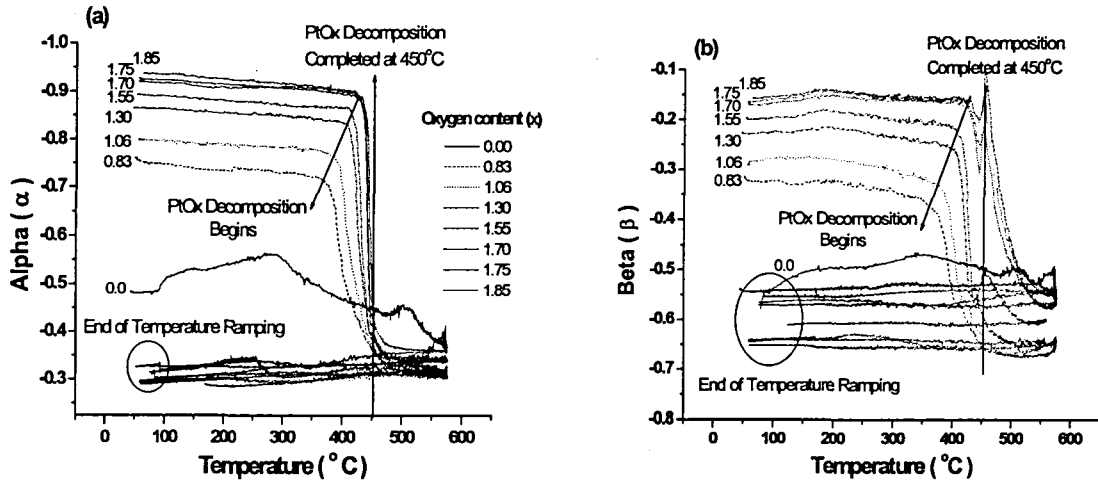 (a)
PtOx Decomposition
Completed at 450°C
-1.0
-0.9
-0.8
-0.7
-0.6
-0.5
-0.4
-0.3
Alpha ( α )
1.85
1.75
1.70
1.55
1.30
1.06
0.83
0.0
Oxygen content (x)
0.00
0.83
1.06
1.30
1.55
1.70
1.75
1.85
PtOx Decomposition
Begins
End of Temperature Ramping
0 100 200 300 400 500 600
Temperature ( °C)
(b)
PtOx Decomposition
Completed at 450°C
-0.1
-0.2
-0.3
-0.4
-0.5
-0.6
-0.7
-0.8
Beta ( β )
1.75 1.85
1.70
1.55
1.30
1.06
0.83
PtOx Decomposition
Begins
0.0
End of Temperature Ramping
0 100 200 300 400 500 600
Temperature ( °C)